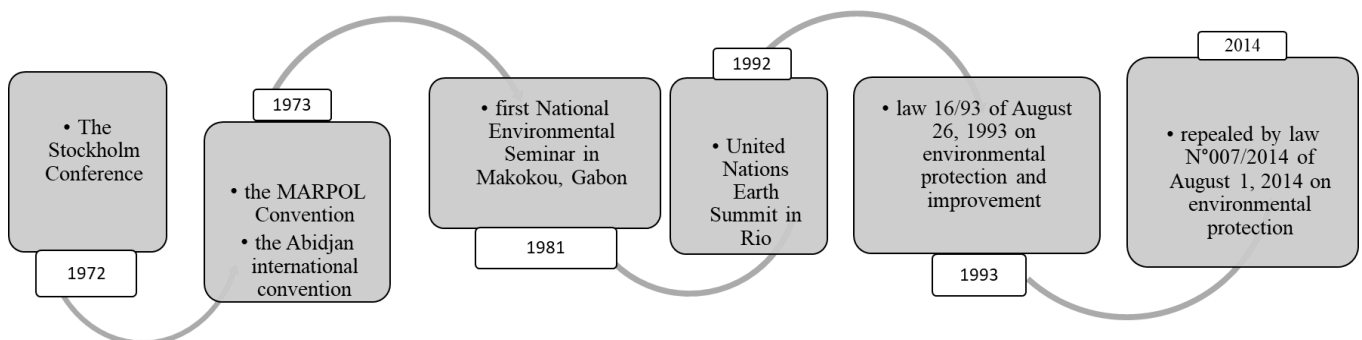 • The
Stockholm
Conference
1972
1973
• the MARPOL
Convention
• the Abidjan
international
convention
• first National
Environmental
Seminar in
Makokou, Gabon
1981
1992
• United
Nations
Earth
Summit in
Rio
• law 16/93 of August
26, 1993 on
environmental
protection and
improvement
1993
2014
• repealed by law
N°007/2014 of
August 1, 2014 on
environmental
protection